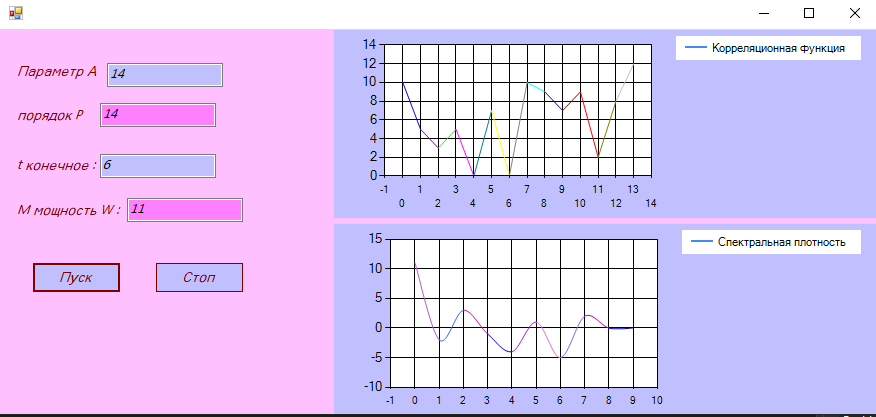 Параметр А 14
порядок Р 14
t конечное : 6
М мощность W : 11
Пуск Стоп
Корреляционная функция
14
12
10
8
6
4
2
0
-1 0 1 2 3 4 5 6 7 8 9 10 11 12 13 14
Спектральная плотность
15
10
5
0
-5
-10
-1 0 1 2 3 4 5 6 7 8 9 10